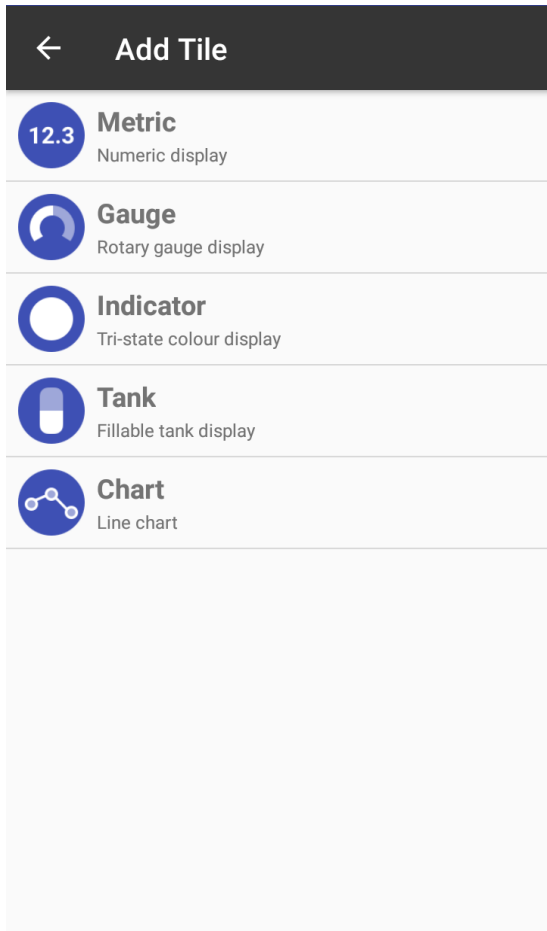 Add Tile
12.3
Metric
Numeric display
Gauge
Rotary gauge display
Indicator
Tri-state colour display
Tank
Fillable tank display
Chart
Line chart